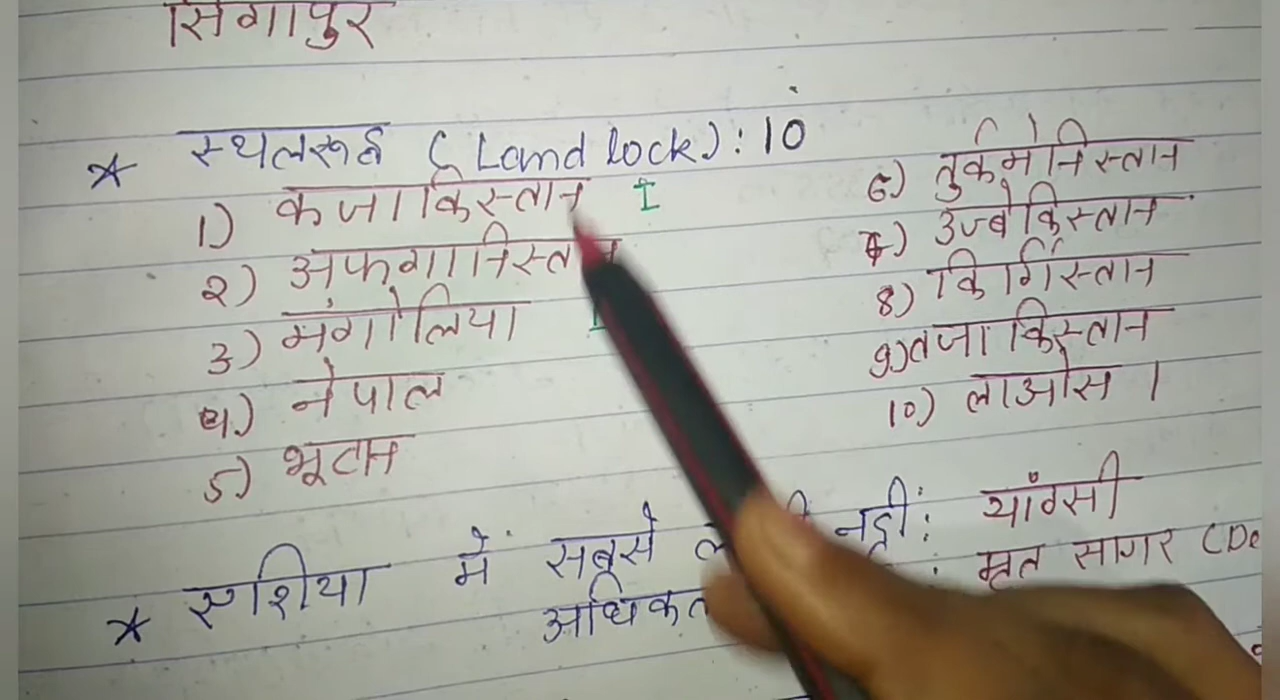 सिंगापुर
* स्थलरूद्ध (Land lock) : 10
1) कजाकिस्तान I
2) अफगानिस्तान
3) मंगोलिया
4) नेपाल
5) भूटान
6) तुर्कमेनिस्तान
7) उज्बेकिस्तान
8) किर्गिस्तान
9) तजाकिस्तान
10) लाओस ।
* एशिया में सबसे नदी : यांग्सी
: मृत सागर (De